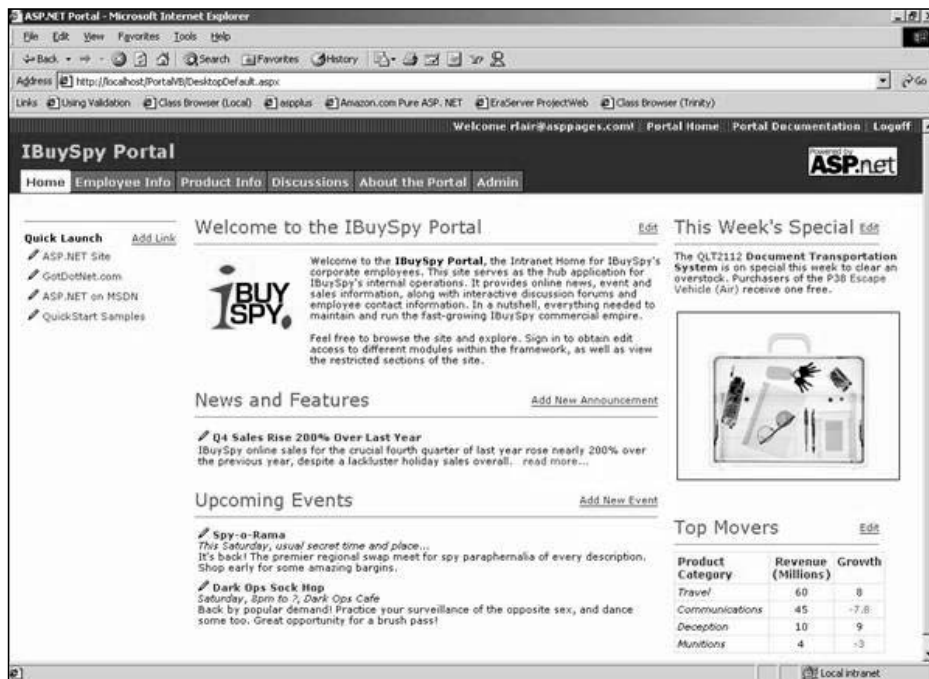 ASP.NET Portal - Microsoft Internet Explorer
File Edit View Favorites Tools Help
Back Search Favorites History
Address http://localhost/PortalVB/DesktopDefault.aspx Go
Links Using Validation Class Browser (Local) aspplus Amazon.com Pure ASP. NET EraServer ProjectWeb Class Browser (Trinity)
Welcome rlair@asppages.com! Portal Home Portal Documentation Logoff
IBuySpy Portal
Powered by
ASP.net
Home Employee Info Product Info Discussions About the Portal Admin
Quick Launch Add Link
ASP.NET Site
GotDotNet.com
ASP.NET on MSDN
QuickStart Samples
Welcome to the IBuySpy Portal Edit
i BUY
SPY.
Welcome to the IBuySpy Portal, the Intranet Home for IBuySpy's
corporate employees. This site serves as the hub application for
IBuySpy's internal operations. It provides online news, event and
sales information, along with interactive discussion forums and
employee contact information. In a nutshell, everything needed to
maintain and run the fast-growing IBuySpy commercial empire.
Feel free to browse the site and explore. Sign in to obtain edit
access to different modules within the framework, as well as view
the restricted sections of the site.
News and Features Add New Announcement
Q4 Sales Rise 200% Over Last Year
IBuySpy online sales for the crucial fourth quarter of last year rose nearly 200% over
the previous year, despite a lackluster holiday sales overall. read more...
Upcoming Events Add New Event
Spy-o-Rama
This Saturday, usual secret time and place...
It's back! The premier regional swap meet for spy paraphernalia of every description.
Shop early for some amazing bargins.
Dark Ops Sock Hop
Saturday, 8pm to ?, Dark Ops Cafe
Back by popular demand! Practice your surveillance of the opposite sex, and dance
some too. Great opportunity for a brush pass!
This Week's Special Edit
The QLT2112 Document Transportation
System is on special this week to clear an
overstock. Purchasers of the P38 Escape
Vehicle (Air) receive one free.
Top Movers Edit
Product Revenue Growth
Category (Millions)
Travel 60 8
Communications 45 -7.8
Deception 10 9
Munitions 4 -3
Local intranet